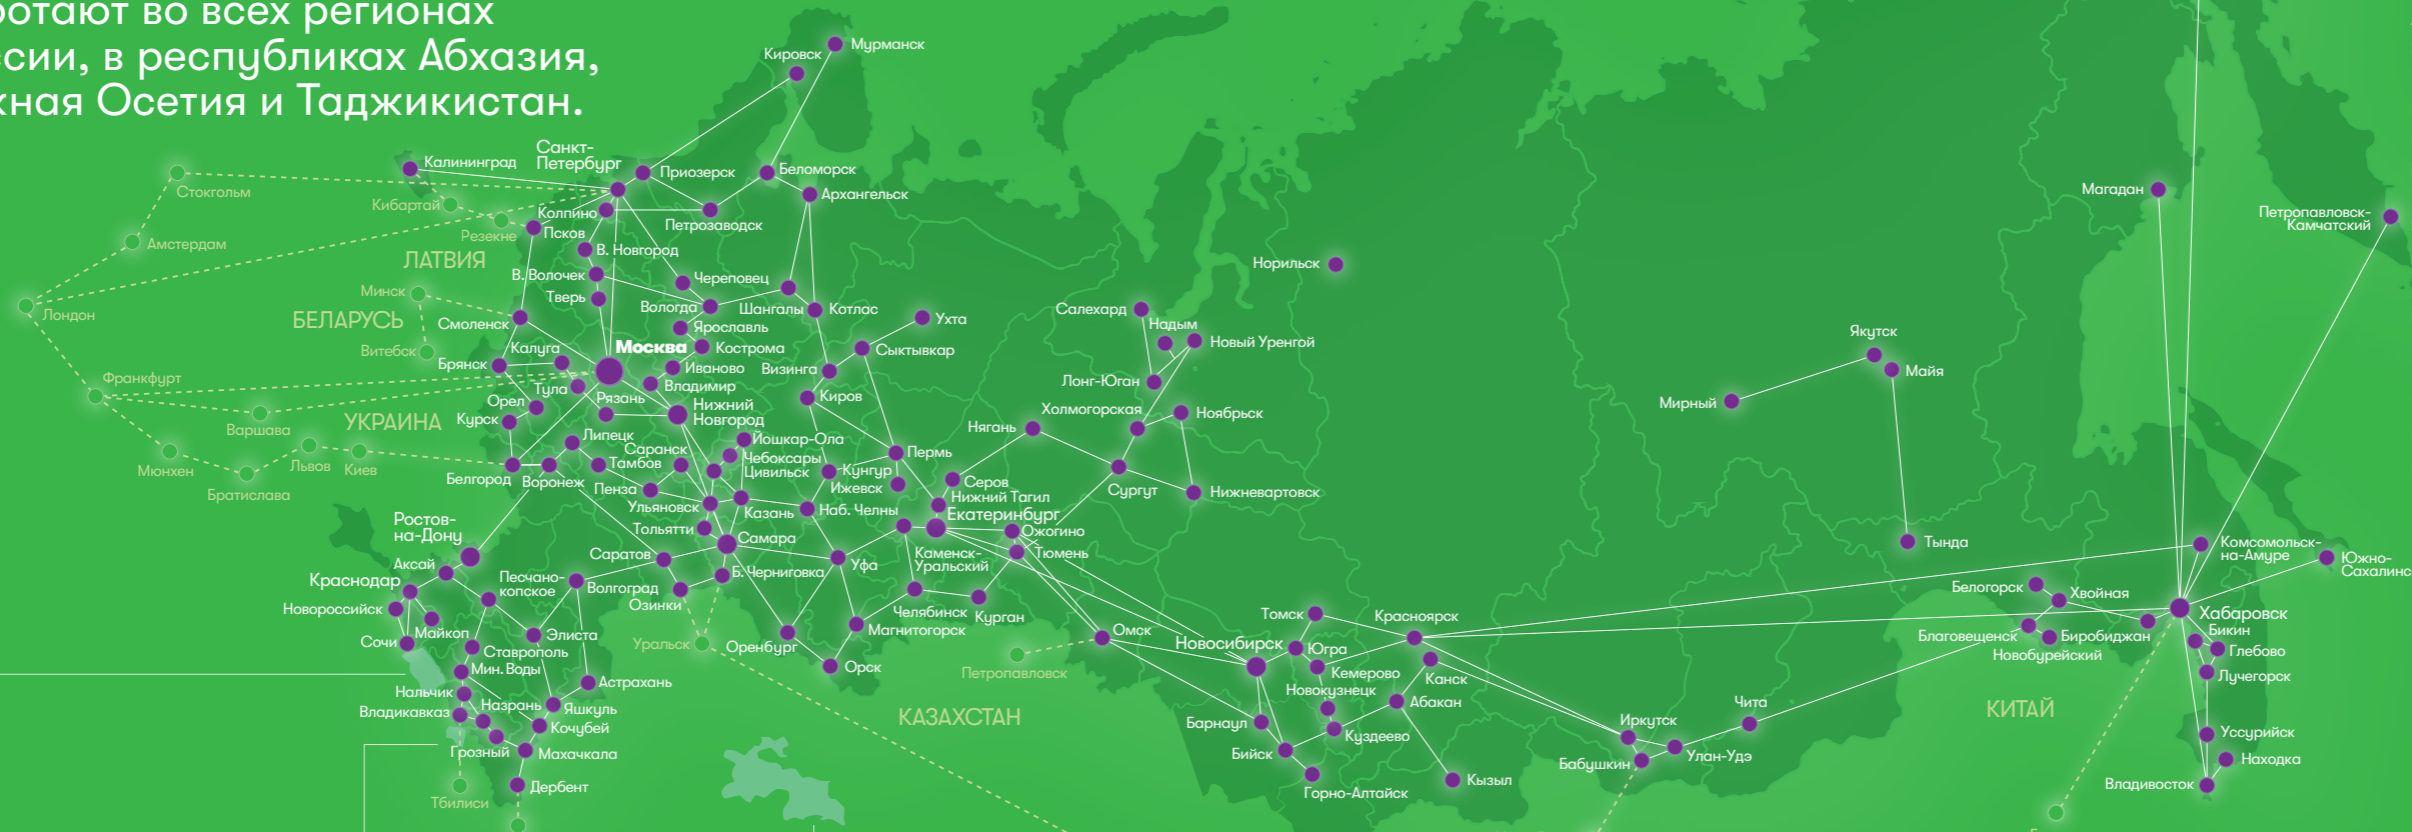 ботают во всех регионах
ссии, в республиках Абхазия,
жная Осетия и Таджикистан.
Кировск
Мурманск
Санкт-
Петербург
Калининград
Приозерск
Беломорск
Архангельск
Стокгольм
Кибартай
Колпино
Петрозаводск
Резекне
Псков
Амстердам
ЛАТВИЯ
В. Новгород
В. Волочек
Череповец
Минск
Тверь
Вологда
Шангалы
Котлас
Ухта
Лондон
БЕЛАРУСЬ
Смоленск
Ярославль
Витебск
Калуга
Москва
Кострома
Сыктывкар
Брянск
Иваново
Визинга
Франкфурт
Тула
Владимир
Орел
Рязань
Киров
Нижний
Новгород
УКРАИНА
Курск
Варшава
Липецк
Йошкар-Ола
Саранск
Чебоксары
Пермь
Мюнхен
Львов
Киев
Тамбов
Цивильск
Кунгур
Братислава
Белгород
Воронеж
Пенза
Ижевск
Серов
Нижний Тагил
Ульяновск
Казань
Наб. Челны
Екатеринбург
Ростов-
на-Дону
Тольятти
Самара
Ожогино
Саратов
Каменск-
Уральский
Тюмень
Аксай
Б. Черниговка
Уфа
Краснодар
Песчано-
копское
Волгоград
Озинки
Новороссийск
Челябинск
Курган
Майкоп
Элиста
Магнитогорск
Сочи
Ставрополь
Уральск
Оренбург
Орск
Мин. Воды
Астрахань
Нальчик
Назрань
Яшкуль
Владикавказ
Кочубей
Грозный
Махачкала
Дербент
Тбилиси
КАЗАХСТАН
Петропавловск
Омск
Норильск
Салехард
Надым
Новый Уренгой
Лонг-Юган
Холмогорская
Ноябрьск
Нягань
Сургут
Нижневартовск
Томск
Красноярск
Новосибирск
Югра
Кемерово
Канск
Новокузнецк
Абакан
Барнаул
Куздеево
Бийск
Кызыл
Горно-Алтайск
Иркутск
Чита
Бабушкин
Улан-Удэ
Якутск
Майя
Мирный
Тында
Магадан
Петропавловск-
Камчатский
Комсомольск-
на-Амуре
Южно-
Сахалинс
Белогорск
Хвойная
Хабаровск
Благовещенск
Биробиджан
Бикин
Новобурейский
Глебово
Лучегорск
КИТАЙ
Уссурийск
Находка
Владивосток